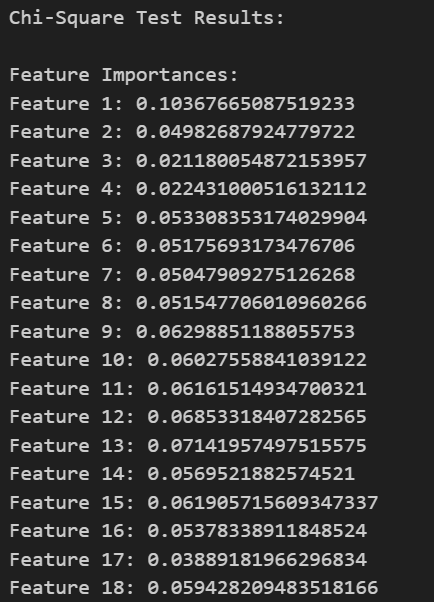 Chi-Square Test Results:
Feature Importances:
Feature 1: 0.10367665087519233
Feature 2: 0.04982687924779722
Feature 3: 0.021180054872153957
Feature 4: 0.022431000516132112
Feature 5: 0.053308353174029904
Feature 6: 0.05175693173476706
Feature 7: 0.05047909275126268
Feature 8: 0.051547706010960266
Feature 9: 0.06298851188055753
Feature 10: 0.06027558841039122
Feature 11: 0.06161514934700321
Feature 12: 0.06853318407282565
Feature 13: 0.07141957497515575
Feature 14: 0.0569521882574521
Feature 15: 0.061905715609347337
Feature 16: 0.05378338911848524
Feature 17: 0.03889181966296834
Feature 18: 0.059428209483518166